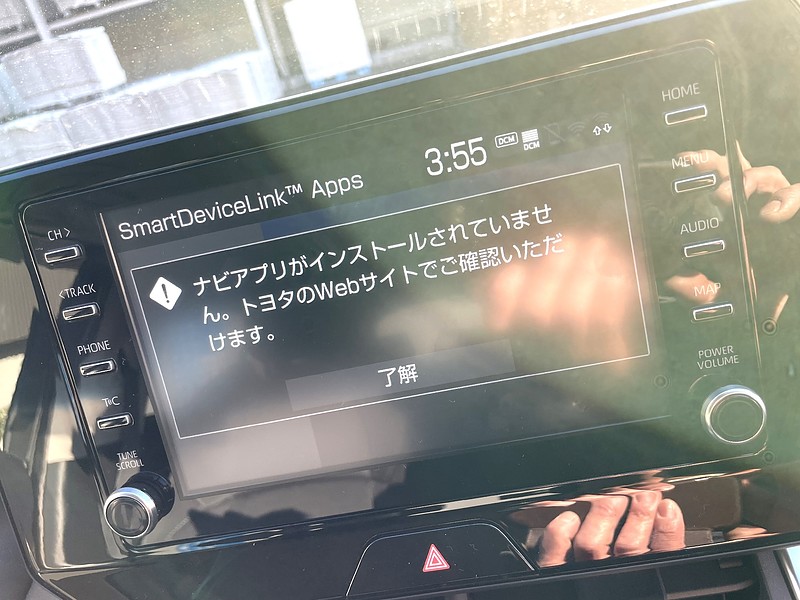 HOME
3:55 DCM DCM
MENU
SmartDeviceLink™ Apps
CH >
AUDIO
ナビアプリがインストールされていませ
ん。トヨタのWebサイトでご確認いただ
けます。
< TRACK
MAP
PHONE
POWER
VOLUME
了解
T
C
TUNE
SCROLL